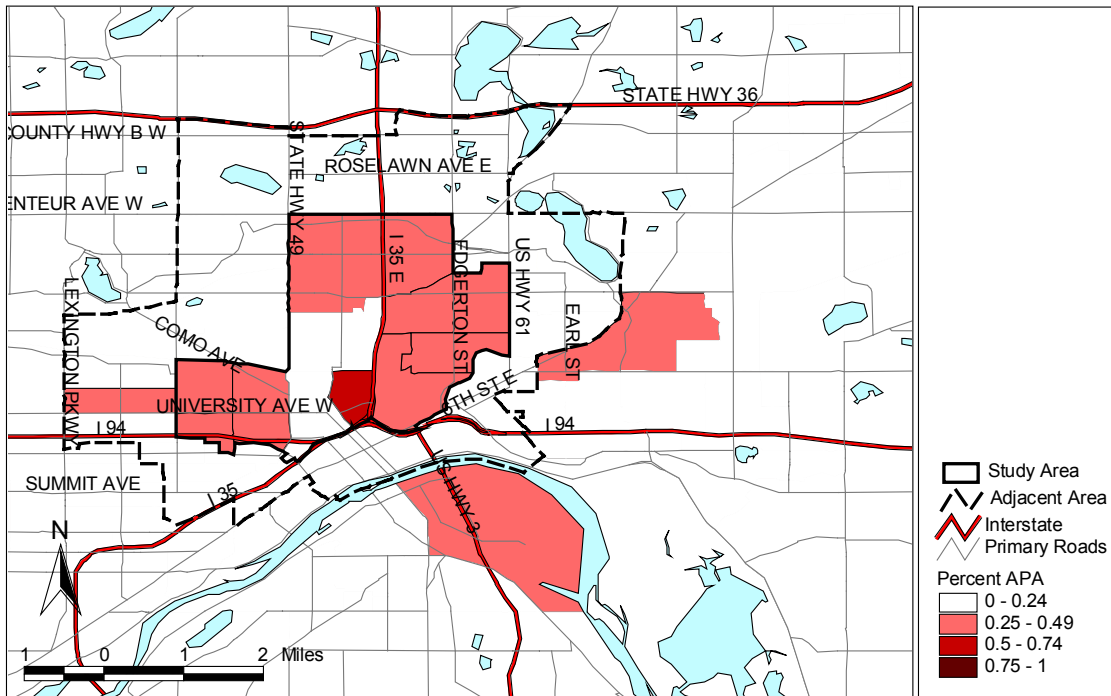 STATE HWY 36
COUNTY HWY B W
STATE HWY 49
ROSELAWN AVE E
ENTEUR AVE W
I 35 E
EDGERTON ST
US HWY 61
LEXINGTON PKWY
EARL ST
COMO AVE
UNIVERSITY AVE W
5TH ST E
I 94
I 94
SUMMIT AVE
I 35
US HWY 3
N
1 0 1 2 Miles
Study Area
Adjacent Area
Interstate
Primary Roads
Percent APA
0 - 0.24
0.25 - 0.49
0.5 - 0.74
0.75 - 1